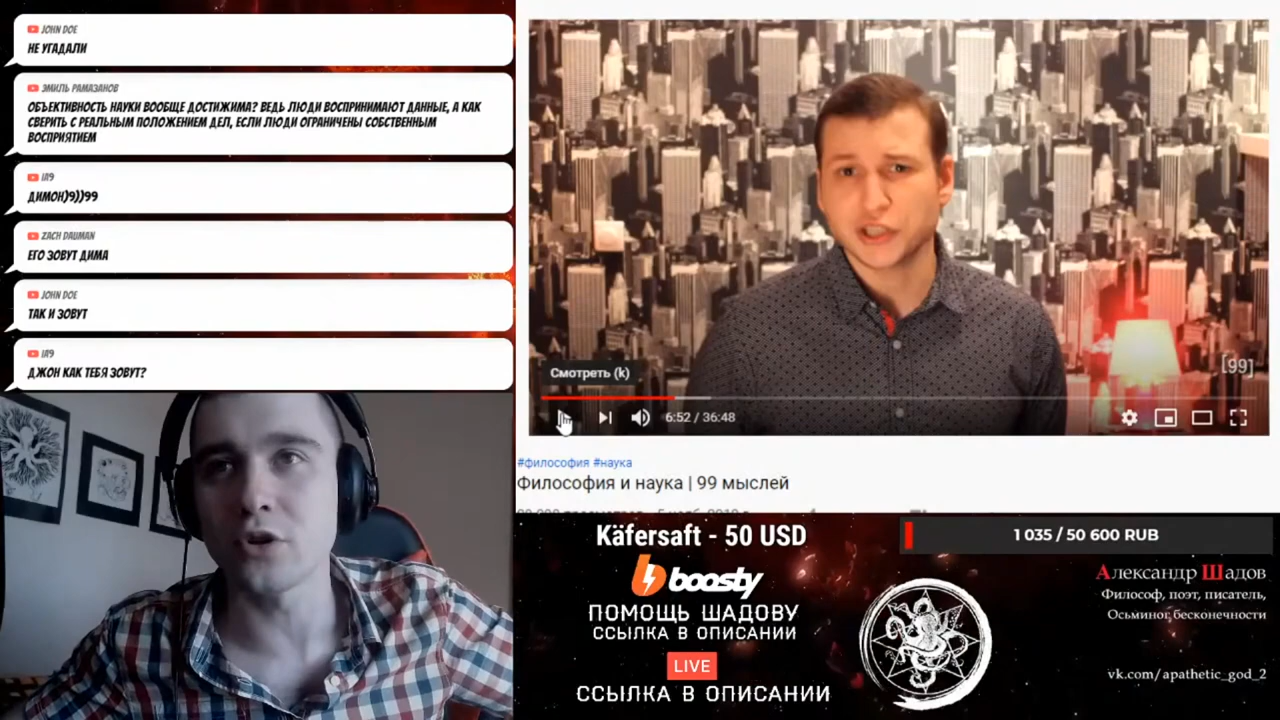 JOHN DOE
НЕ УГАДАЛИ
ЭМИЛЬ РАМАЗАНОВ
ОБЪЕКТИВНОСТЬ НАУКИ ВООБЩЕ ДОСТИЖИМА? ВЕДЬ ЛЮДИ ВОСПРИНИМАЮТ ДАННЫЕ, А КАК
СВЕРИТЬ С РЕАЛЬНЫМ ПОЛОЖЕНИЕМ ДЕЛ, ЕСЛИ ЛЮДИ ОГРАНИЧЕНЫ СОБСТВЕННЫМ
ВОСПРИЯТИЕМ
IA9
ДИМОН)9))99
ZACH DAUMAN
ЕГО ЗОВУТ ДИМА
JOHN DOE
ТАК И ЗОВУТ
IA9
ДЖОН КАК ТЕБЯ ЗОВУТ?
[99]
Смотреть (k)
6:52 / 36:48
#философия #наука
Философия и наука | 99 мыслей
Käfersaft - 50 USD
boosty
ПОМОЩЬ ШАДОВУ
ССЫЛКА В ОПИСАНИИ
LIVE
ССЫЛКА В ОПИСАНИИ
1 035 / 50 600 RUB
Александр Шадов
Философ, поэт, писатель,
Осьминог бесконечности
vk.com/apathetic_god_2